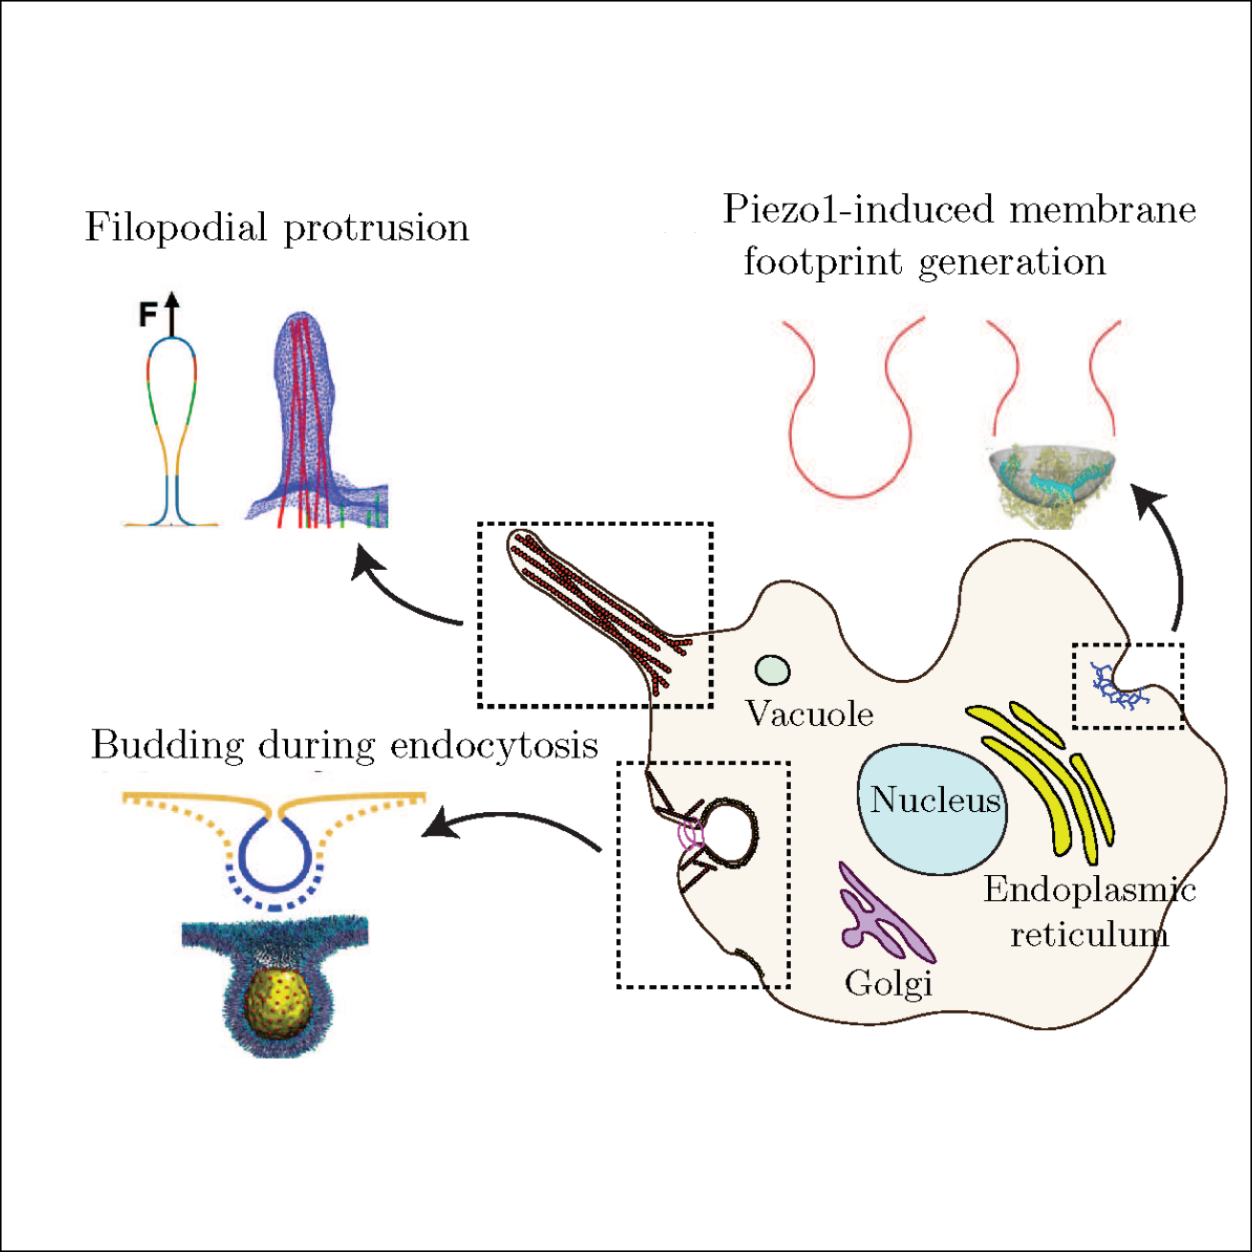 Filopodial protrusion
Piezo1-induced membrane
footprint generation
F
Vacuole
Budding during endocytosis
Nucleus
Endoplasmic
reticulum
Golgi